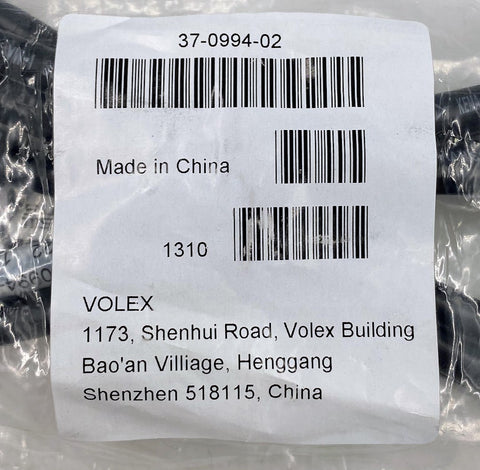 37-0994-02
Made in China
1310
VOLEX
1173, Shenhui Road, Volex Building
Bao'an Villiage, Henggang
Shenzhen 518115, China